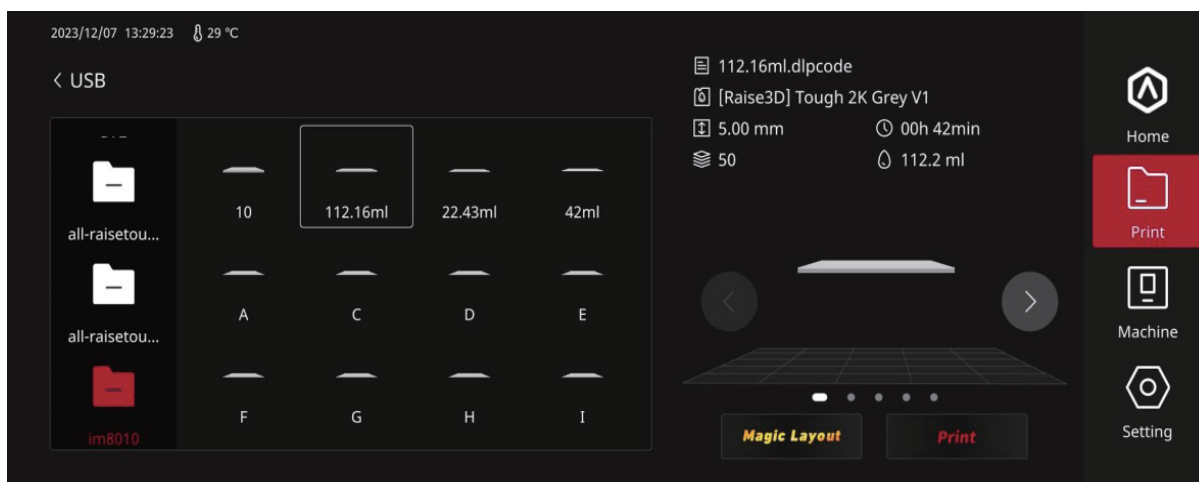 2023/12/07 13:29:23 29 ℃
< USB
all-raisetou...
all-raisetou...
im8010
10 112.16ml 22.43ml 42ml
A C D E
F G H I
112.16ml.dlpcode
[Raise3D] Tough 2K Grey V1
5.00 mm 00h 42min
50 112.2 ml
Magic Layout Print
Home
Print
Machine
Setting